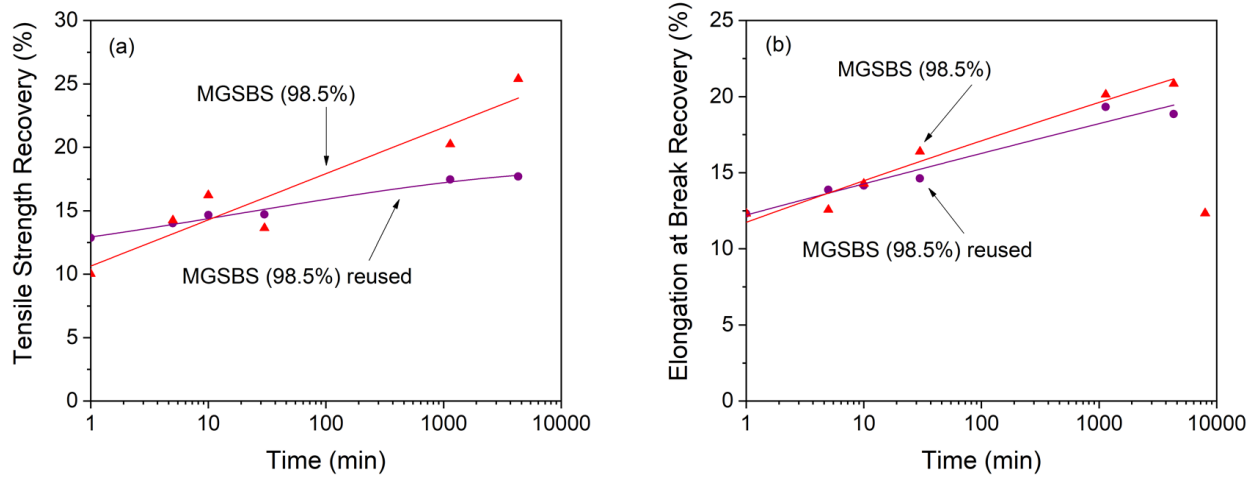 (a)
Tensile Strength Recovery (%)
30
25
20
15
10
5
0
MGSBS (98.5%)
MGSBS (98.5%) reused
1
10
100
1000
10000
Time (min)
(b)
Elongation at Break Recovery (%)
25
20
15
10
5
0
MGSBS (98.5%)
MGSBS (98.5%) reused
1
10
100
1000
10000
Time (min)